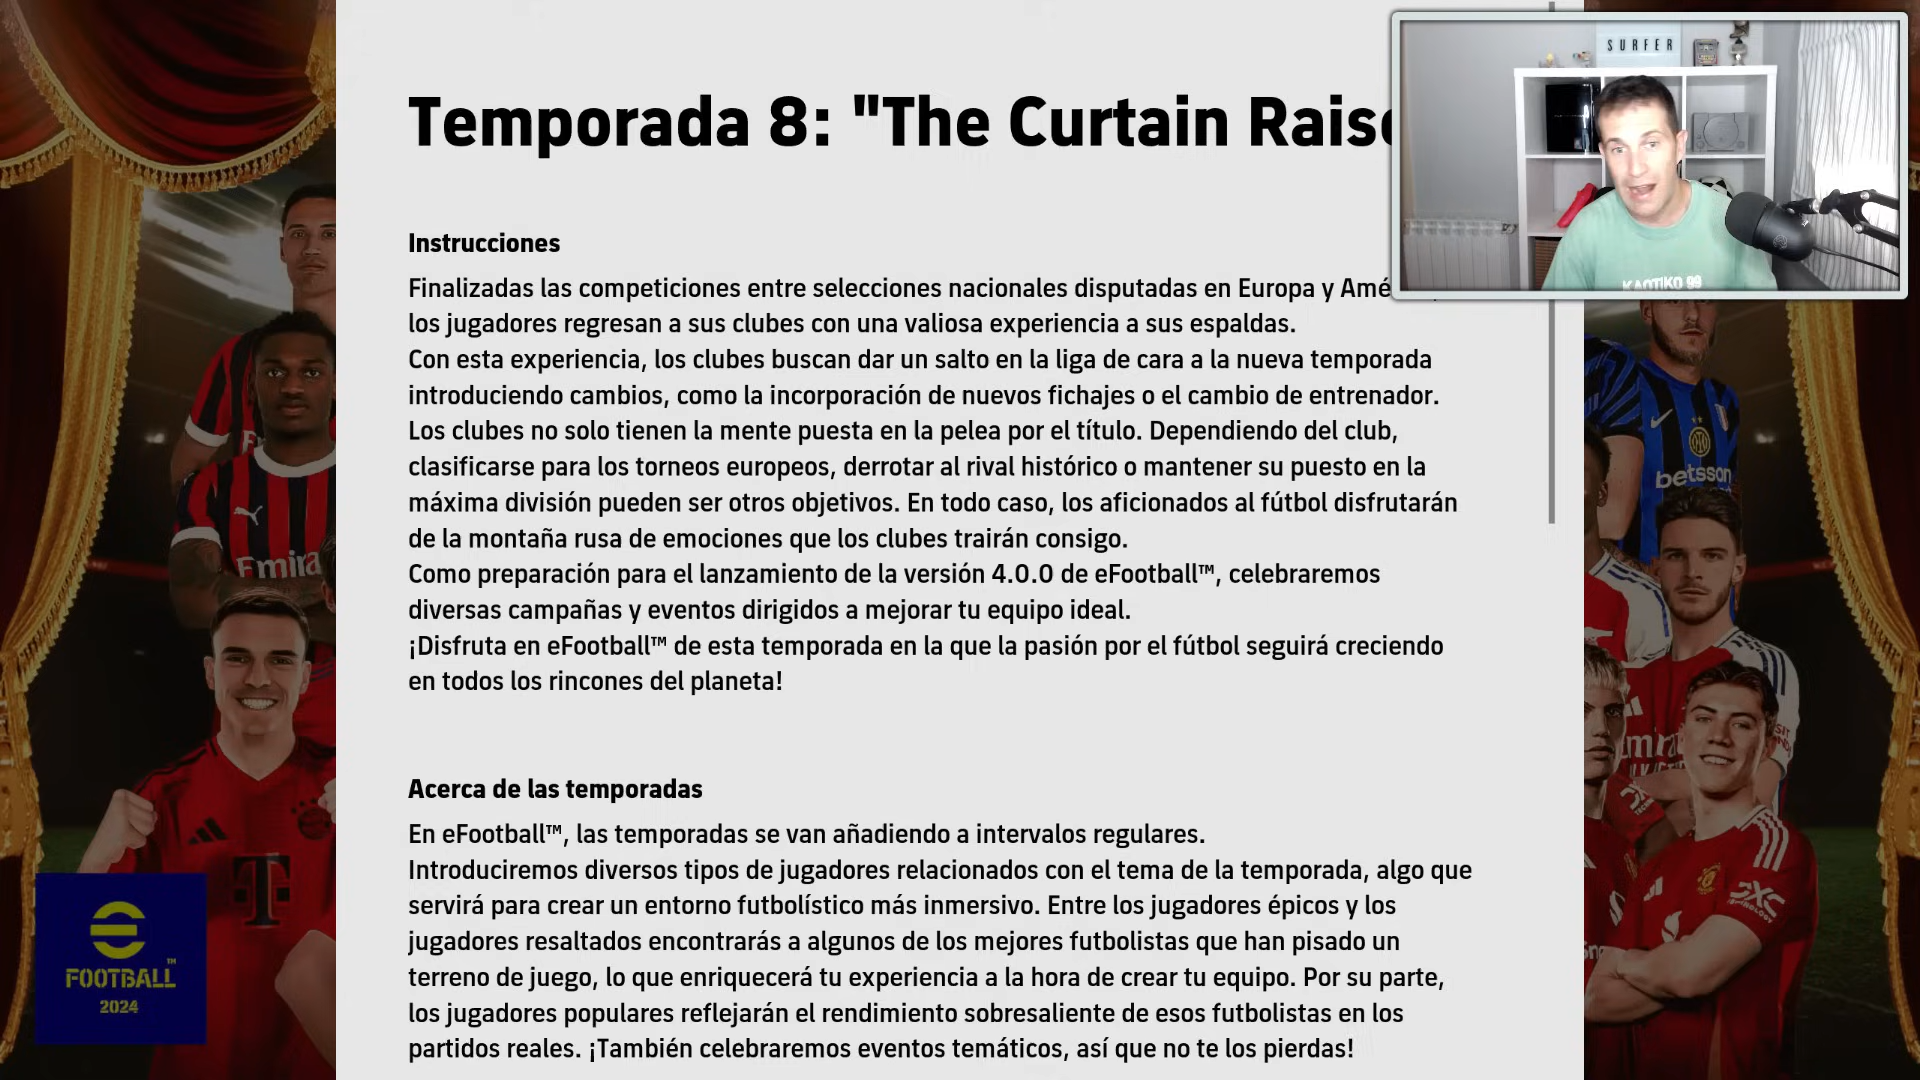 Temporada 8: "The Curtain
SURFER
KAOTIKO 99
Instrucciones
Finalizadas las competiciones entre selecciones nacionales disputadas en Europa y
los jugadores regresan a sus clubes con una valiosa experiencia a sus espaldas.
Con esta experiencia, los clubes buscan dar un salto en la liga de cara a la nueva temporada
introduciendo cambios, como la incorporación de nuevos fichajes o el cambio de entrenador.
Los clubes no solo tienen la mente puesta en la pelea por el título. Dependiendo del club,
clasificarse para los torneos europeos, derrotar al rival histórico o mantener su puesto en la
máxima división pueden ser otros objetivos. En todo caso, los aficionados al fútbol disfrutarán
de la montaña rusa de emociones que los clubes trairán consigo.
Como preparación para el lanzamiento de la versión 4.0.0 de eFootball™, celebraremos
diversas campañas y eventos dirigidos a mejorar tu equipo ideal.
¡Disfruta en eFootball™ de esta temporada en la que la pasión por el fútbol seguirá creciendo
en todos los rincones del planeta!
Acerca de las temporadas
En eFootball™, las temporadas se van añadiendo a intervalos regulares.
Introduciremos diversos tipos de jugadores relacionados con el tema de la temporada, algo que
servirá para crear un entorno futbolístico más inmersivo. Entre los jugadores épicos y los
jugadores resaltados encontrarás a algunos de los mejores futbolistas que han pisado un
terreno de juego, lo que enriquecerá tu experiencia a la hora de crear tu equipo. Por su parte,
los jugadores populares reflejarán el rendimiento sobresaliente de esos futbolistas en los
partidos reales. ¡También celebraremos eventos temáticos, así que no te los pierdas!
betsson
T
FOOTBALL™
2024
DXC